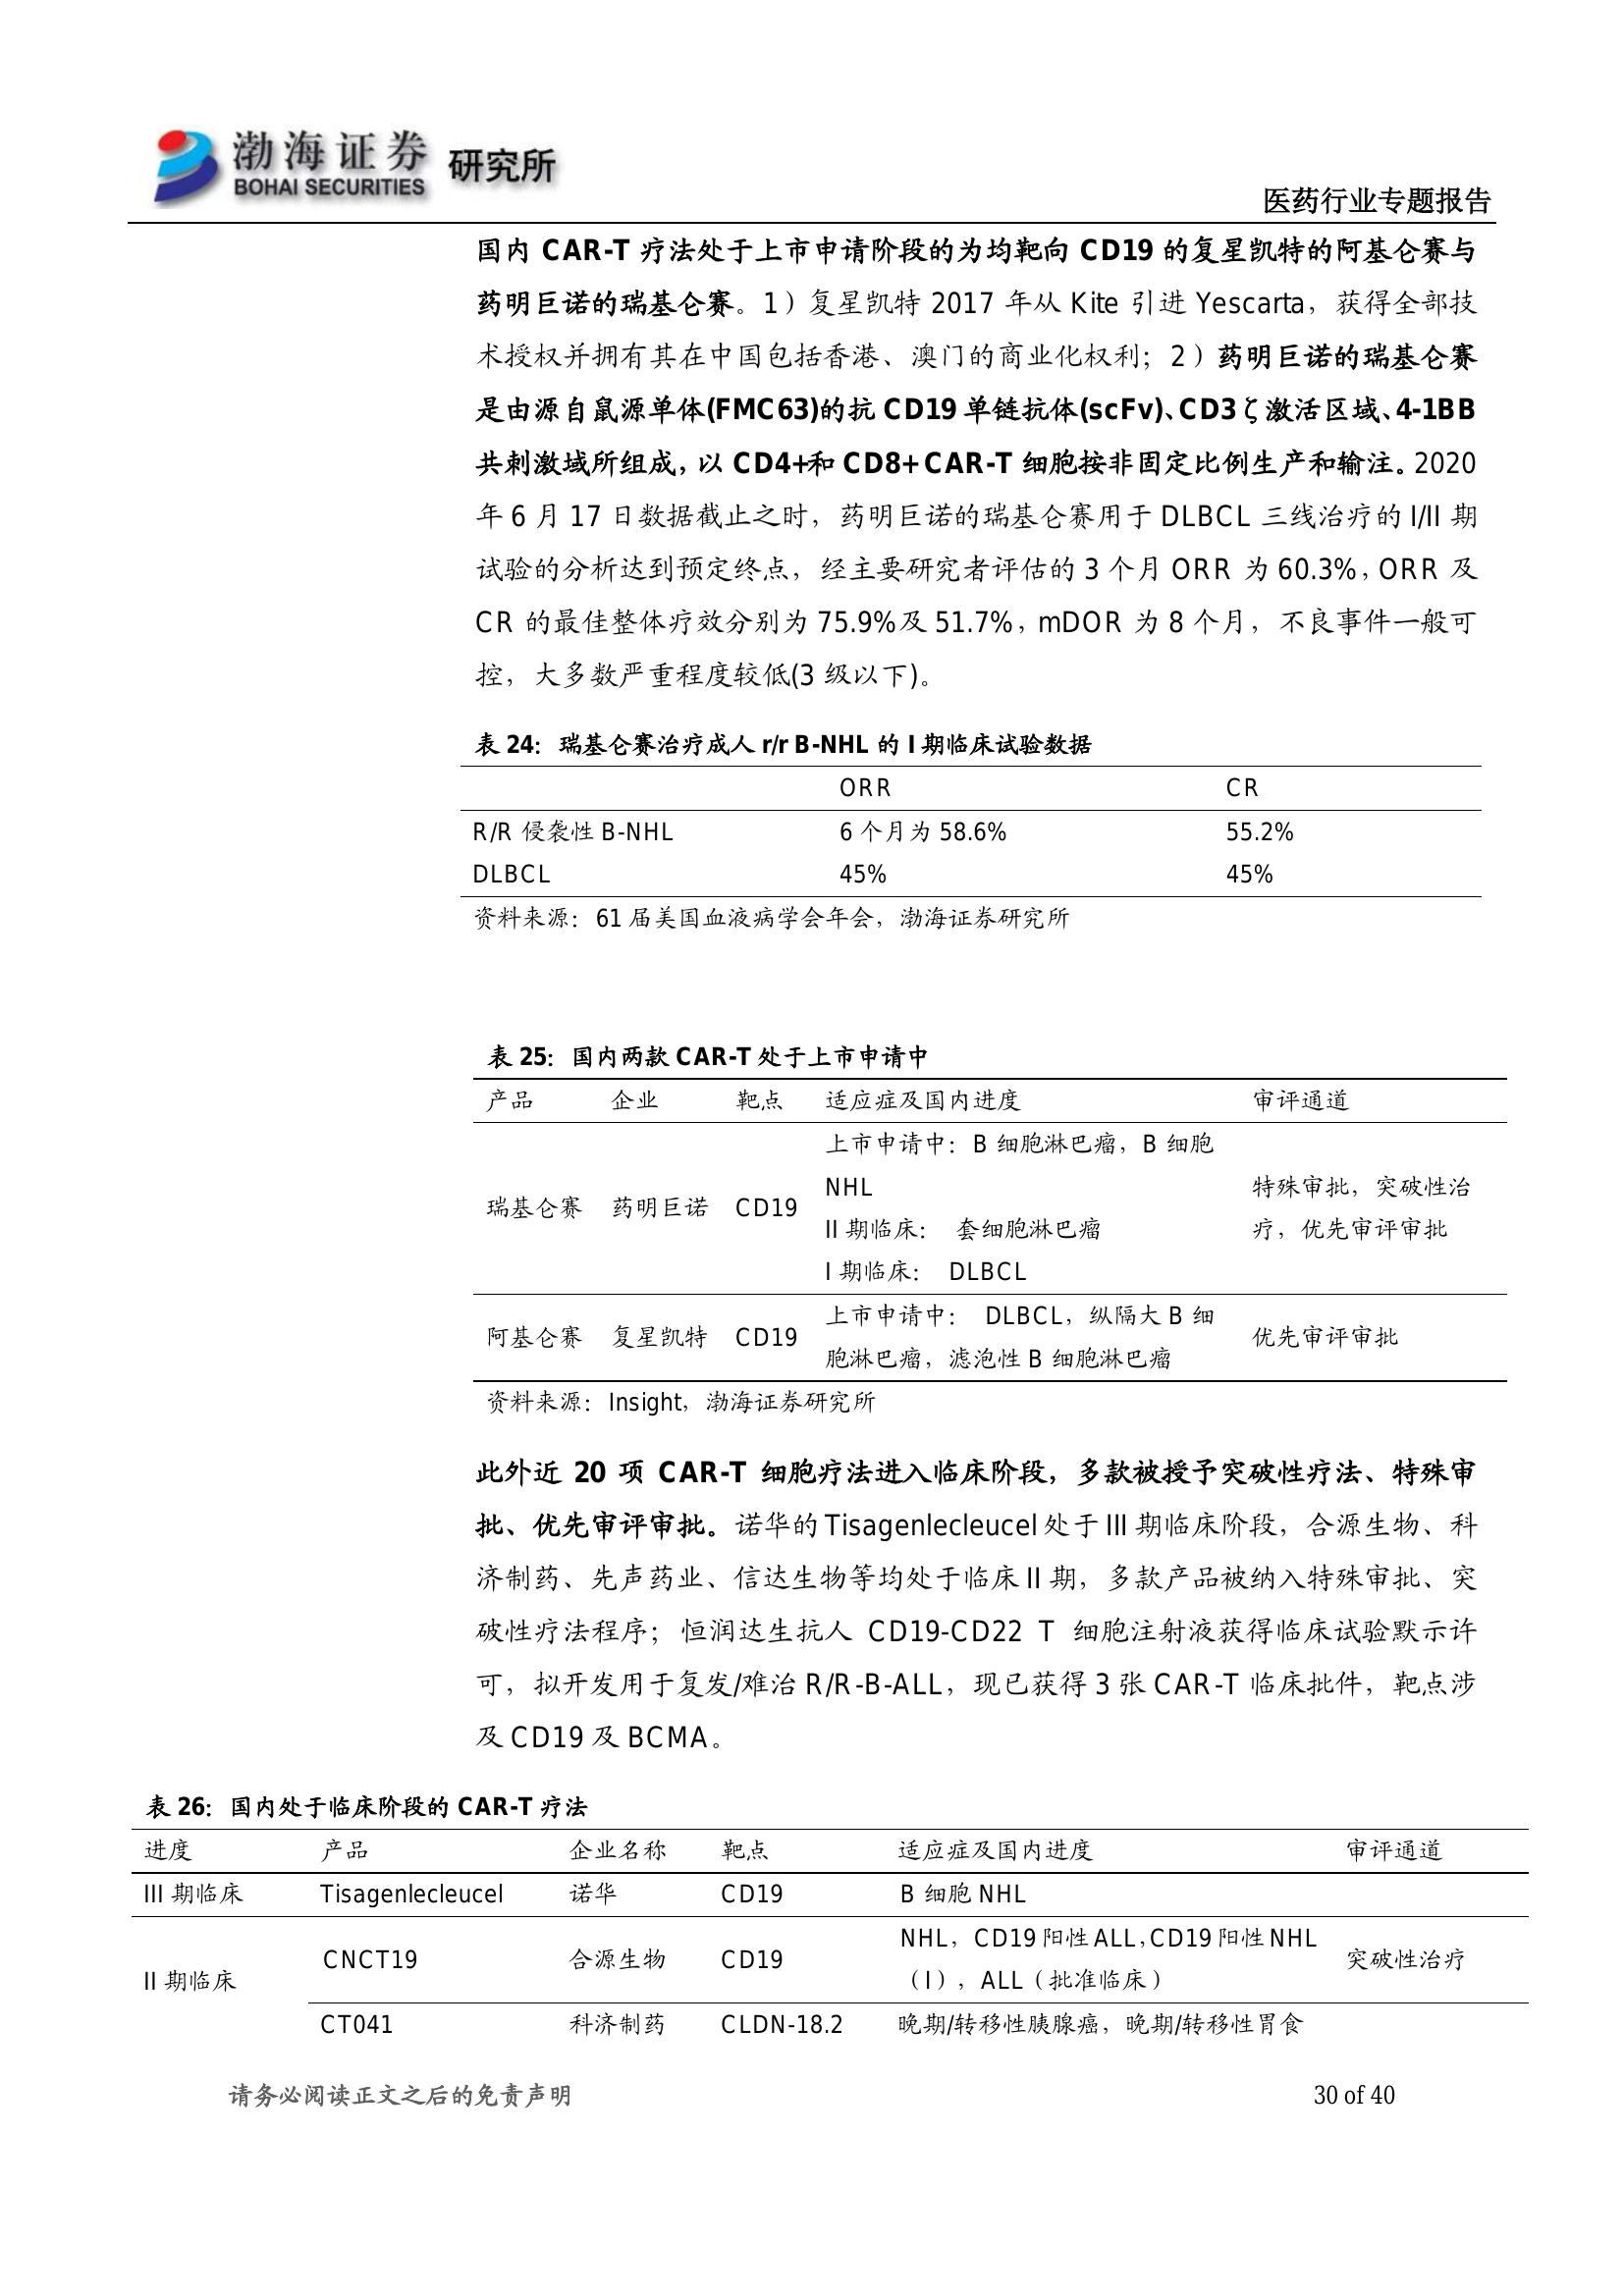 渤海证券 研究所
BOHAI SECURITIES
医药行业专题报告
国内 CAR-T 疗法处于上市申请阶段的为均靶向 CD19 的复星凯特的阿基仑赛与
药明巨诺的瑞基仑赛。1）复星凯特 2017 年从 Kite 引进 Yescarta，获得全部技
术授权并拥有其在中国包括香港、澳门的商业化权利；2）药明巨诺的瑞基仑赛
是由源自鼠源单体(FMC63)的抗 CD19 单链抗体(scFv)、CD3ζ激活区域、4-1BB
共刺激域所组成，以 CD4+和 CD8+ CAR-T 细胞按非固定比例生产和输注。2020
年 6 月 17 日数据截止之时，药明巨诺的瑞基仑赛用于 DLBCL 三线治疗的 I/II 期
试验的分析达到预定终点，经主要研究者评估的 3 个月 ORR 为 60.3%，ORR 及
CR 的最佳整体疗效分别为 75.9%及 51.7%，mDOR 为 8 个月，不良事件一般可
控，大多数严重程度较低(3 级以下)。
表 24：瑞基仑赛治疗成人 r/r B-NHL 的 I 期临床试验数据
ORR CR
R/R 侵袭性 B-NHL 6 个月为 58.6% 55.2%
DLBCL 45% 45%
资料来源：61 届美国血液病学会年会，渤海证券研究所
表 25：国内两款 CAR-T 处于上市申请中
产品 企业 靶点 适应症及国内进度 审评通道
瑞基仑赛 药明巨诺 CD19
上市申请中：B 细胞淋巴瘤，B 细胞
NHL
II 期临床： 套细胞淋巴瘤
I 期临床： DLBCL
特殊审批，突破性治
疗，优先审评审批
阿基仑赛 复星凯特 CD19
上市申请中： DLBCL，纵隔大 B 细
胞淋巴瘤，滤泡性 B 细胞淋巴瘤
优先审评审批
资料来源：Insight，渤海证券研究所
此外近 20 项 CAR-T 细胞疗法进入临床阶段，多款被授予突破性疗法、特殊审
批、优先审评审批。诺华的 Tisagenlecleucel 处于 III 期临床阶段，合源生物、科
济制药、先声药业、信达生物等均处于临床 II 期，多款产品被纳入特殊审批、突
破性疗法程序；恒润达生抗人 CD19-CD22 T 细胞注射液获得临床试验默示许
可，拟开发用于复发/难治 R/R-B-ALL，现已获得 3 张 CAR-T 临床批件，靶点涉
及 CD19 及 BCMA。
表 26：国内处于临床阶段的 CAR-T 疗法
进度 产品 企业名称 靶点 适应症及国内进度 审评通道
III 期临床 Tisagenlecleucel 诺华 CD19 B 细胞 NHL
II 期临床
CNCT19 合源生物 CD19
NHL，CD19 阳性 ALL，CD19 阳性 NHL
（I），ALL（批准临床）
突破性治疗
CT041 科济制药 CLDN-18.2 晚期/转移性胰腺癌，晚期/转移性胃食
请务必阅读正文之后的免责声明
30 of 40